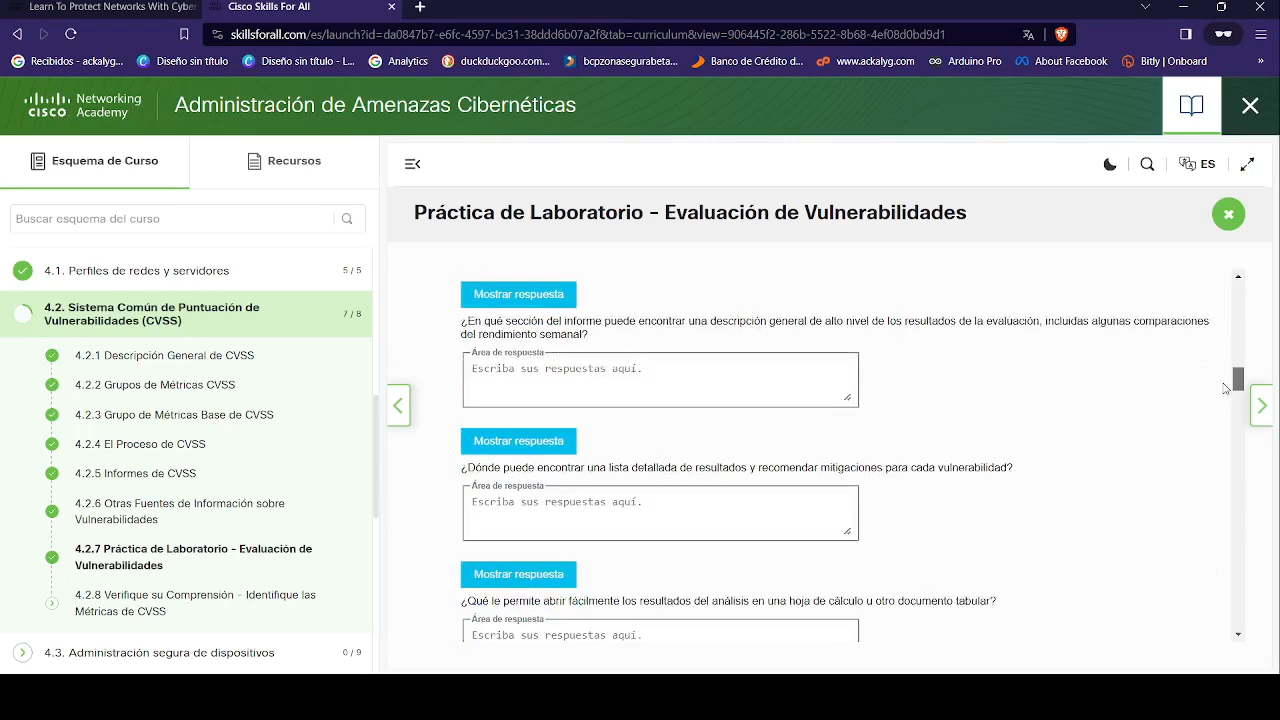 Learn To Protect Networks With Cyber
Cisco Skills For All
skillsforall.com/es/launch?id=da0847b7-e6fc-4597-bc31-38ddd6b07a2f&tab=curriculum&view=906445f2-286b-5522-8b68-4ef08d0bd9d1
Recibidos - ackalyg...
Diseño sin título
Diseño sin título - L...
Analytics
duckduckgoo.com...
bcpzonasegurabeta...
Banco de Crédito d...
www.ackalyg.com
Arduino Pro
About Facebook
Bitly | Onboard
»
CISCO
Networking
Academy
Administración de Amenazas Cibernéticas
Esquema de Curso
Recursos
Buscar esquema del curso
4.1. Perfiles de redes y servidores
5 / 5
4.2. Sistema Común de Puntuación de
Vulnerabilidades (CVSS)
7 / 8
4.2.1 Descripción General de CVSS
4.2.2 Grupos de Métricas CVSS
4.2.3 Grupo de Métricas Base de CVSS
4.2.4 El Proceso de CVSS
4.2.5 Informes de CVSS
4.2.6 Otras Fuentes de Información sobre
Vulnerabilidades
4.2.7 Práctica de Laboratorio - Evaluación de
Vulnerabilidades
4.2.8 Verifique su Comprensión - Identifique las
Métricas de CVSS
4.3. Administración segura de dispositivos
0 / 9
ES
Práctica de Laboratorio - Evaluación de Vulnerabilidades
Mostrar respuesta
¿En qué sección del informe puede encontrar una descripción general de alto nivel de los resultados de la evaluación, incluidas algunas comparaciones
del rendimiento semanal?
Área de respuesta
Escriba sus respuestas aquí.
Mostrar respuesta
¿Dónde puede encontrar una lista detallada de resultados y recomendar mitigaciones para cada vulnerabilidad?
Área de respuesta
Escriba sus respuestas aquí.
Mostrar respuesta
¿Qué le permite abrir fácilmente los resultados del análisis en una hoja de cálculo u otro documento tabular?
Área de respuesta
Escriba sus respuestas aquí.